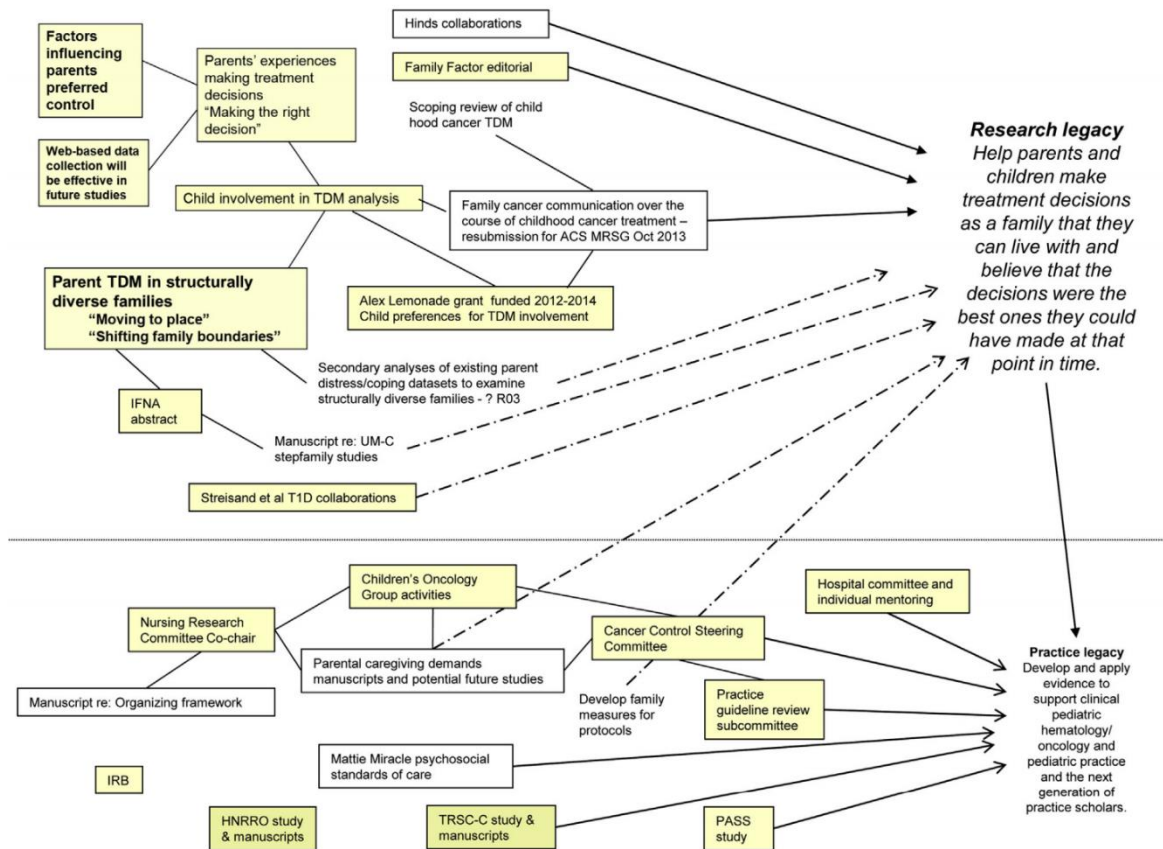 Factors
influencing
parents
preferred
control
Parents' experiences
making treatment
decisions
"Making the right
decision"
Hinds collaborations
Family Factor editorial
Scoping review of child
hood cancer TDM
Web-based data
collection will
be effective in
future studies
Child involvement in TDM analysis
Family cancer communication over the
course of childhood cancer treatment –
resubmission for ACS MRSG Oct 2013
Research legacy
Help parents and
children make
treatment decisions
as a family that they
can live with and
believe that the
decisions were the
best ones they could
have made at that
point in time.
Parent TDM in structurally
diverse families
"Moving to place"
"Shifting family boundaries"
Alex Lemonade grant funded 2012-2014
Child preferences for TDM involvement
Secondary analyses of existing parent
distress/coping datasets to examine
structurally diverse families - ? R03
IFNA
abstract
Manuscript re: UM-C
stepfamily studies
Streisand et al T1D collaborations
Children's Oncology
Group activities
Hospital committee and
individual mentoring
Nursing Research
Committee Co-chair
Cancer Control Steering
Committee
Parental caregiving demands
manuscripts and potential future studies
Manuscript re: Organizing framework
Develop family
measures for
protocols
Practice
guideline review
subcommittee
Practice legacy
Develop and apply
evidence to
support clinical
pediatric
hematology/
oncology and
pediatric practice
and the next
generation of
practice scholars.
Mattie Miracle psychosocial
standards of care
IRB
HNRRO study
& manuscripts
TRSC-C study &
manuscripts
PASS
study